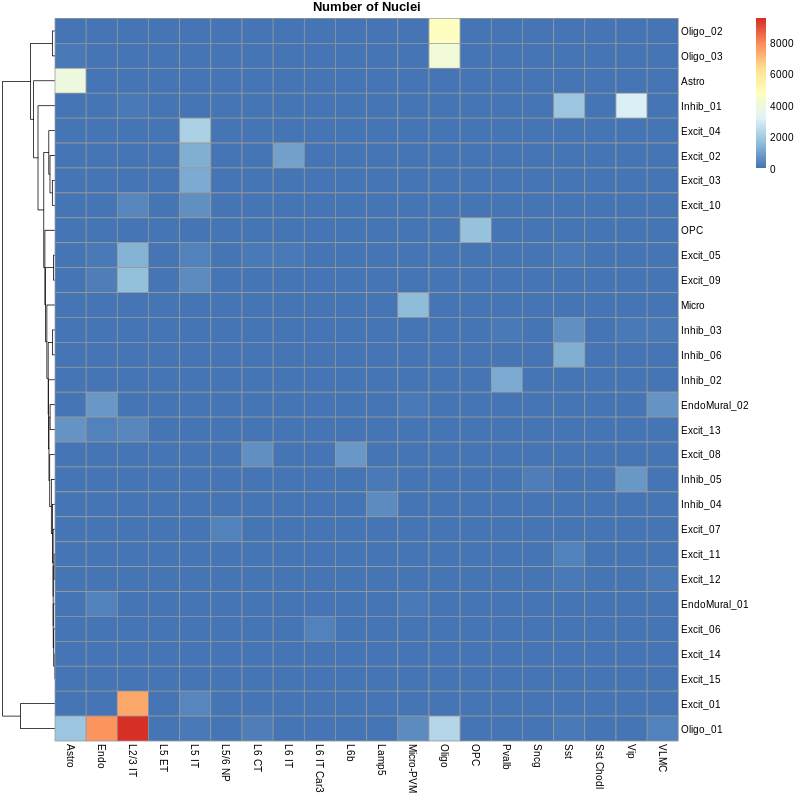 Number of Nuclei
Oligo_02
Oligo_03
Astro
Inhib_01
Excit_04
Excit_02
Excit_03
Excit_10
OPC
Excit_05
Excit_09
Micro
Inhib_03
Inhib_06
Inhib_02
EndoMural_02
Excit_13
Excit_08
Inhib_05
Inhib_04
Excit_07
Excit_11
Excit_12
EndoMural_01
Excit_06
Excit_14
Excit_15
Excit_01
Oligo_01
8000
6000
4000
2000
0
Astro
Endo
L2/3 IT
L5 ET
L5 IT
L5/6 NP
L6 CT
L6 IT
L6 IT Car3
L6b
Lamp5
Micro-PVM
Oligo
OPC
Pvalb
Sncg
Sst
Sst Chodl
Vip
VLMC